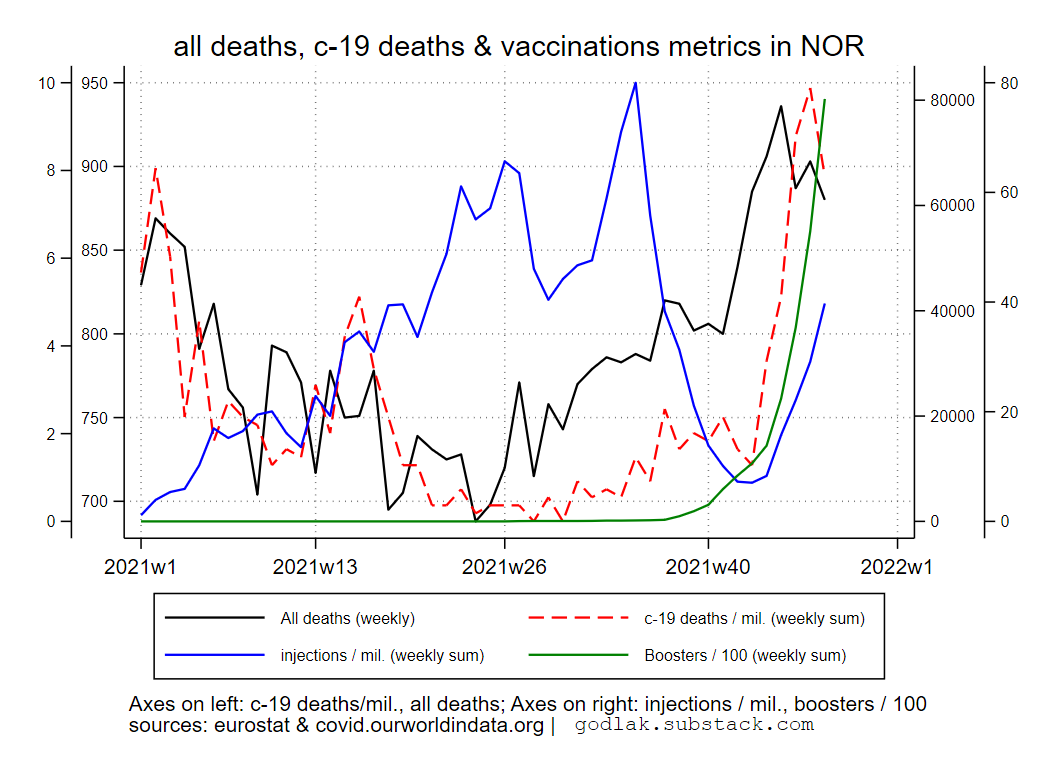 all deaths, c-19 deaths & vaccinations metrics in NOR
10 950 80
80000
900
8
60 60000
850
6
40 40000
800
4
750
20 20000
2
700
0 0 0
2021w1 2021w13 2021w26 2021w40 2022w1
All deaths (weekly) c-19 deaths / mil. (weekly sum)
injections / mil. (weekly sum) Boosters / 100 (weekly sum)
Axes on left: c-19 deaths/mil., all deaths; Axes on right: injections / mil., boosters / 100
sources: eurostat & covid.ourworldindata.org | godlak.substack.com